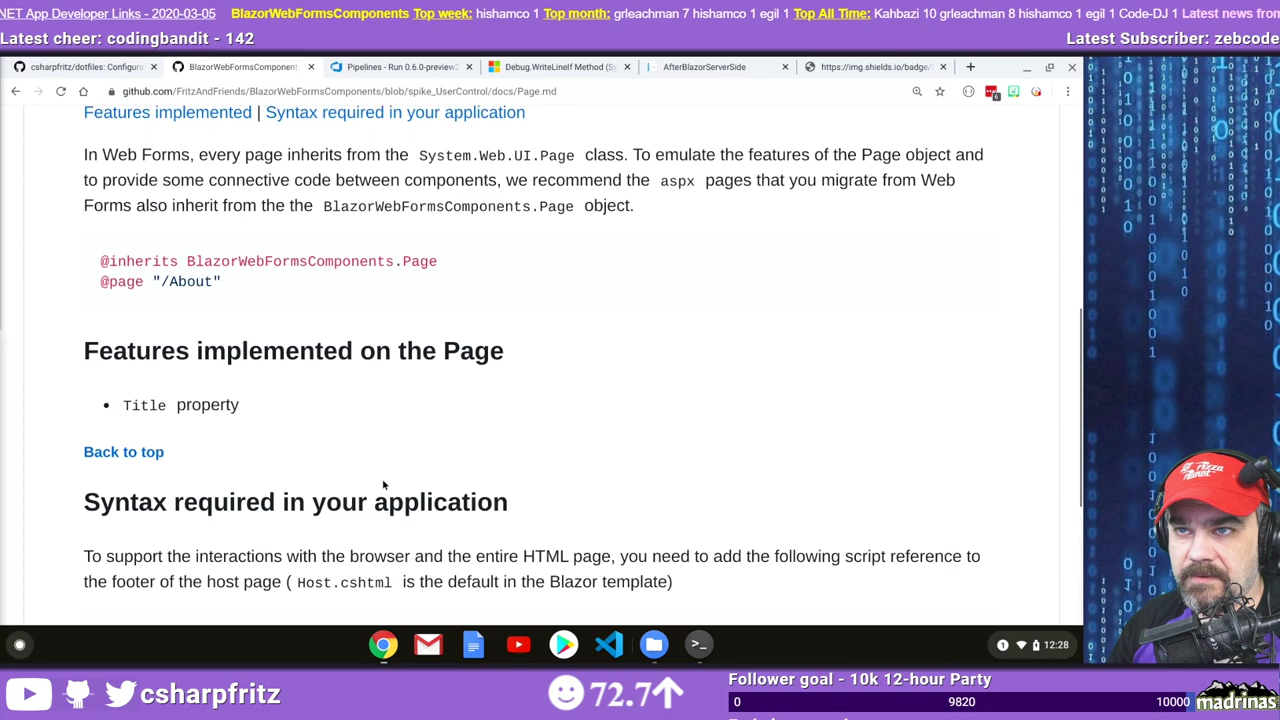 NET App Developer Links - 2020-03-05 BlazorWebFormsComponents Top week: hishamco 1 Top month: grleachman 7 hishamco 1 egil 1 Top All Time: Kahbazi 10 grleachman 8 hishamco 1 egil 1 Code-DJ 1 Latest news from
Latest cheer: codingbandit - 142
Latest Subscriber: zebcode
csharpfritz/dotfiles: Configura
BlazorWebFormsComponent
Pipelines - Run 0.6.0-preview2
Debug.WriteLineIf Method (Sy
AfterBlazorServerSide
https://img.shields.io/badge/
github.com/FritzAndFriends/BlazorWebFormsComponents/blob/spike_UserControl/docs/Page.md
6
Features implemented | Syntax required in your application
In Web Forms, every page inherits from the System.Web.UI.Page class. To emulate the features of the Page object and
to provide some connective code between components, we recommend the aspx pages that you migrate from Web
Forms also inherit from the the BlazorWebFormsComponents.Page object.
@inherits BlazorWebFormsComponents.Page
@page "/About"
Features implemented on the Page
• Title property
Back to top
Syntax required in your application
To support the interactions with the browser and the entire HTML page, you need to add the following script reference to
the footer of the host page ( Host.cshtml is the default in the Blazor template)
1 12:28
csharpfritz
72.7
Follower goal - 10k 12-hour Party
0 9820 10000
madrinas